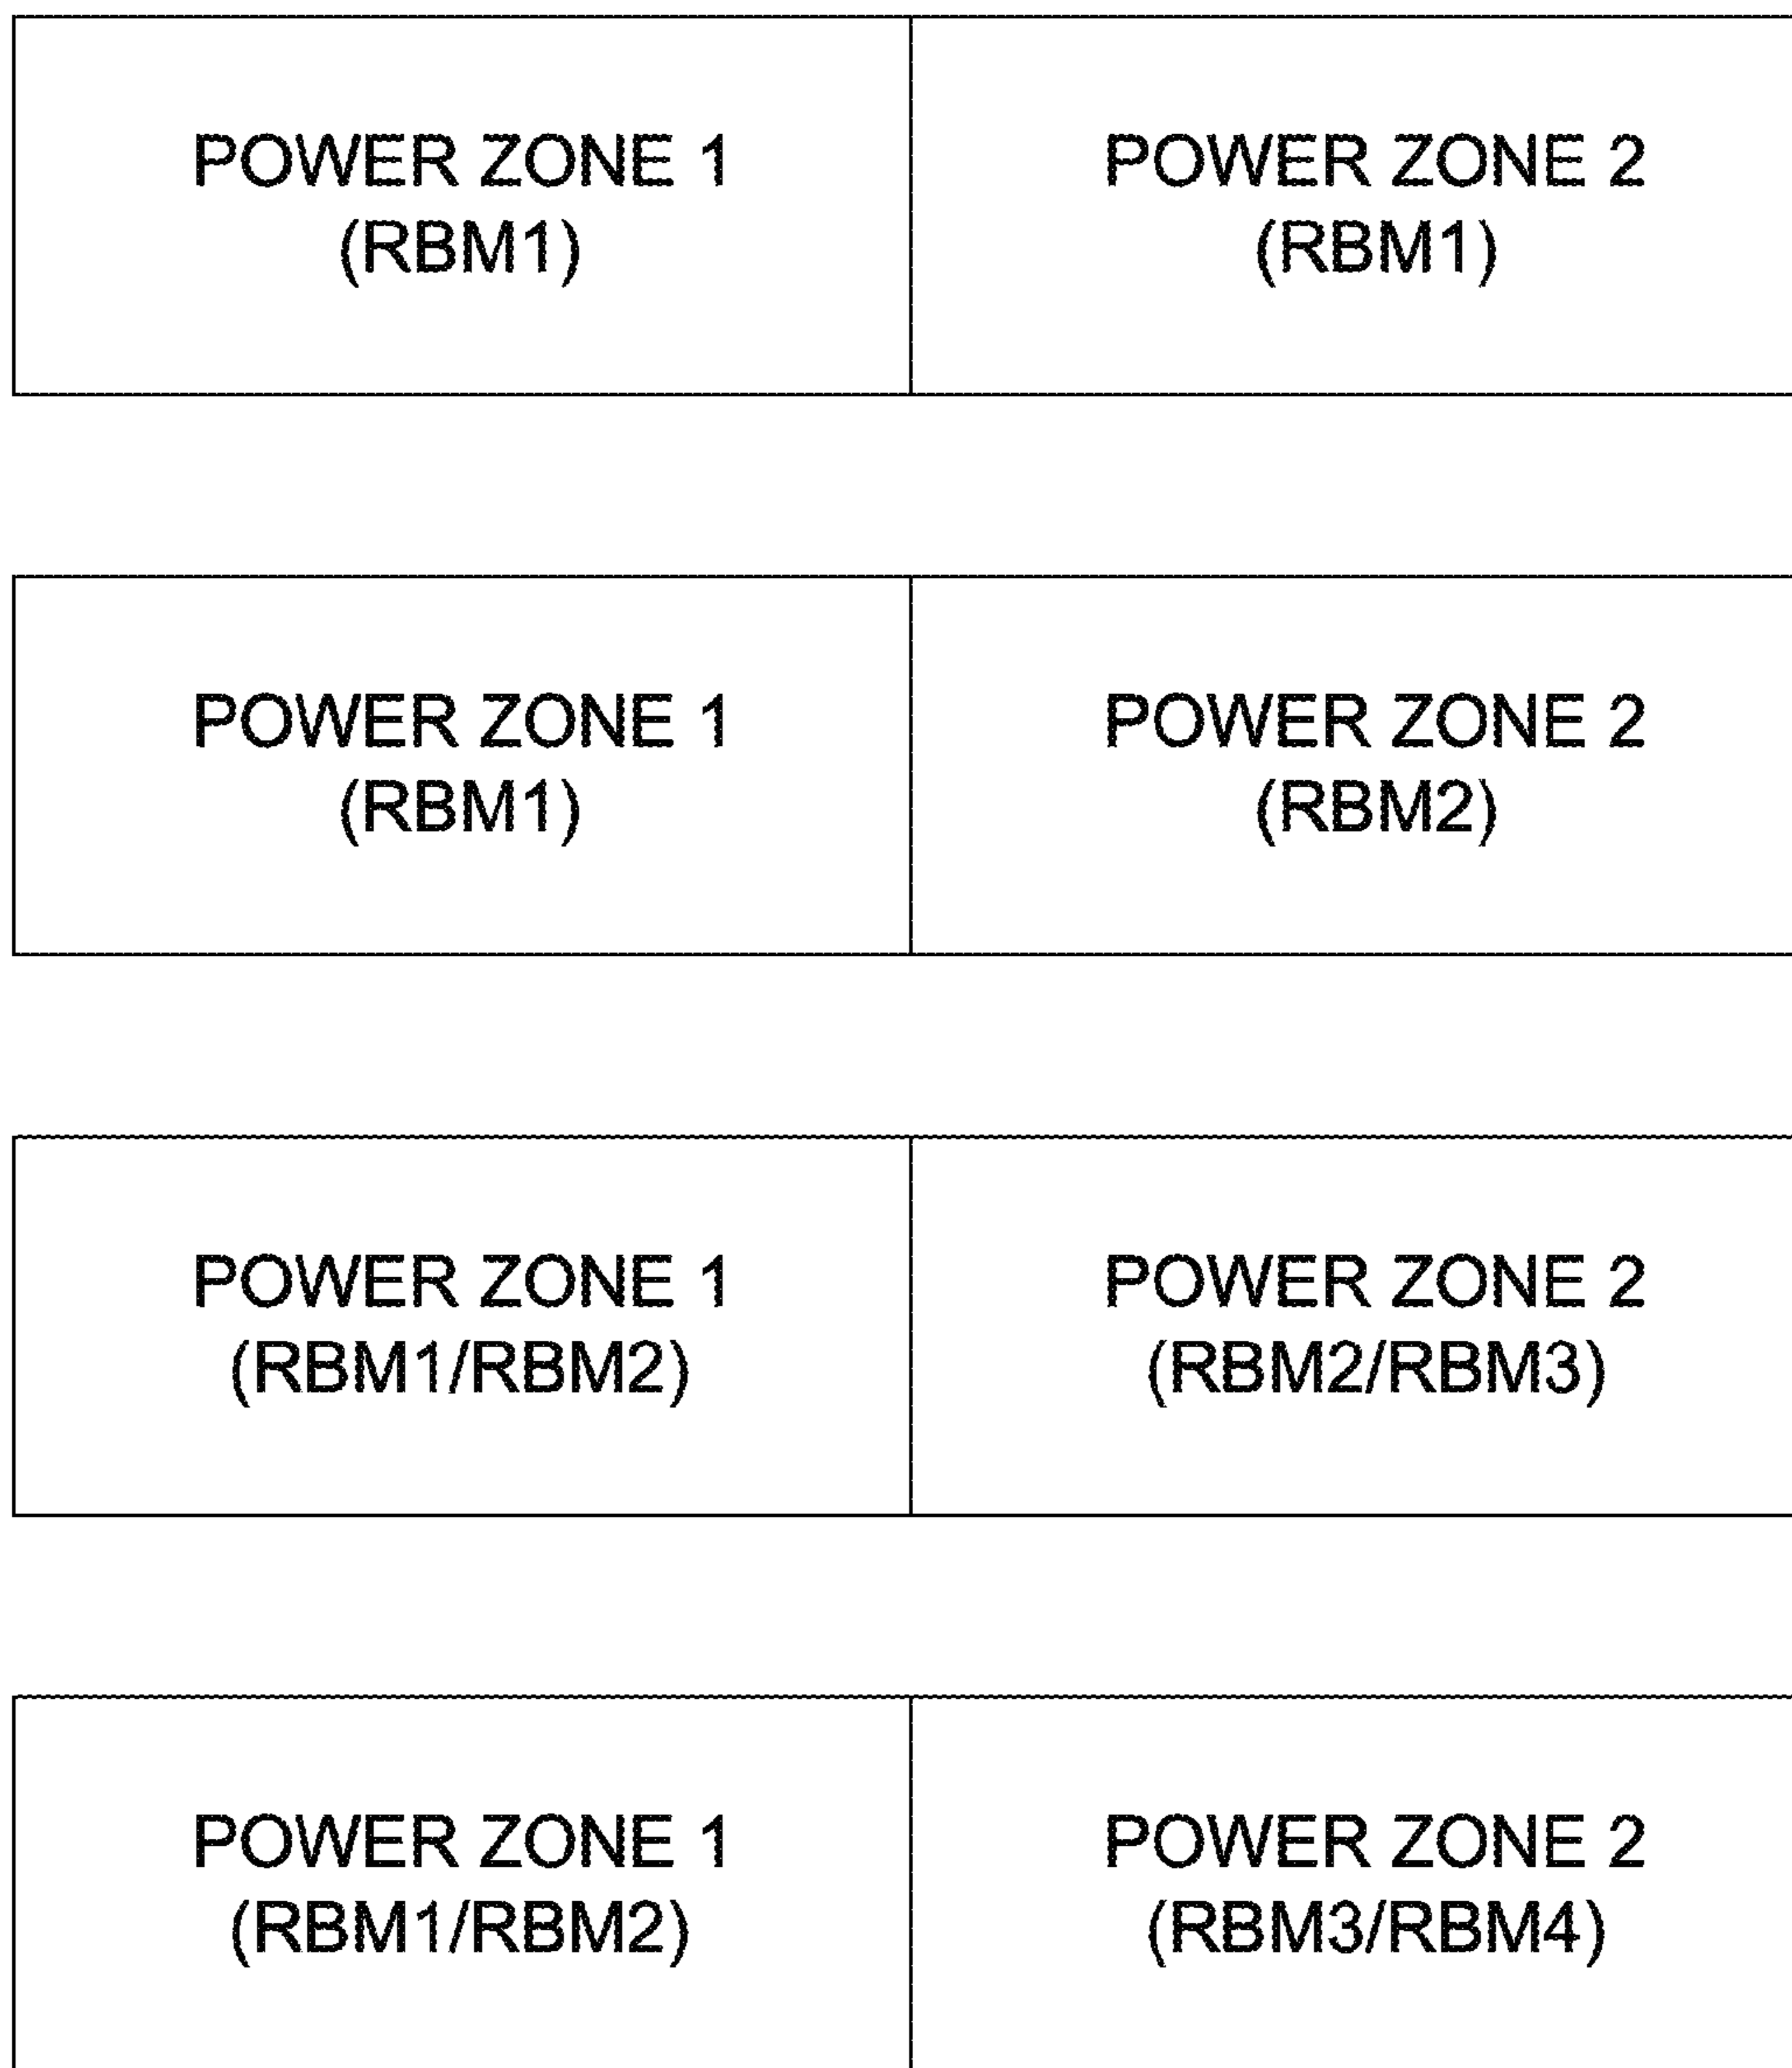 POWER ZONE 1
(RBM1)
POWER ZONE 2
(RBM1)
POWER ZONE 1
(RBM1)
POWER ZONE 2
(RBM2)
POWER ZONE 1
(RBM1/RBM2)
POWER ZONE 2
(RBM2/RBM3)
POWER ZONE 1
(RBM1/RBM2)
POWER ZONE 2
(RBM3/RBM4)